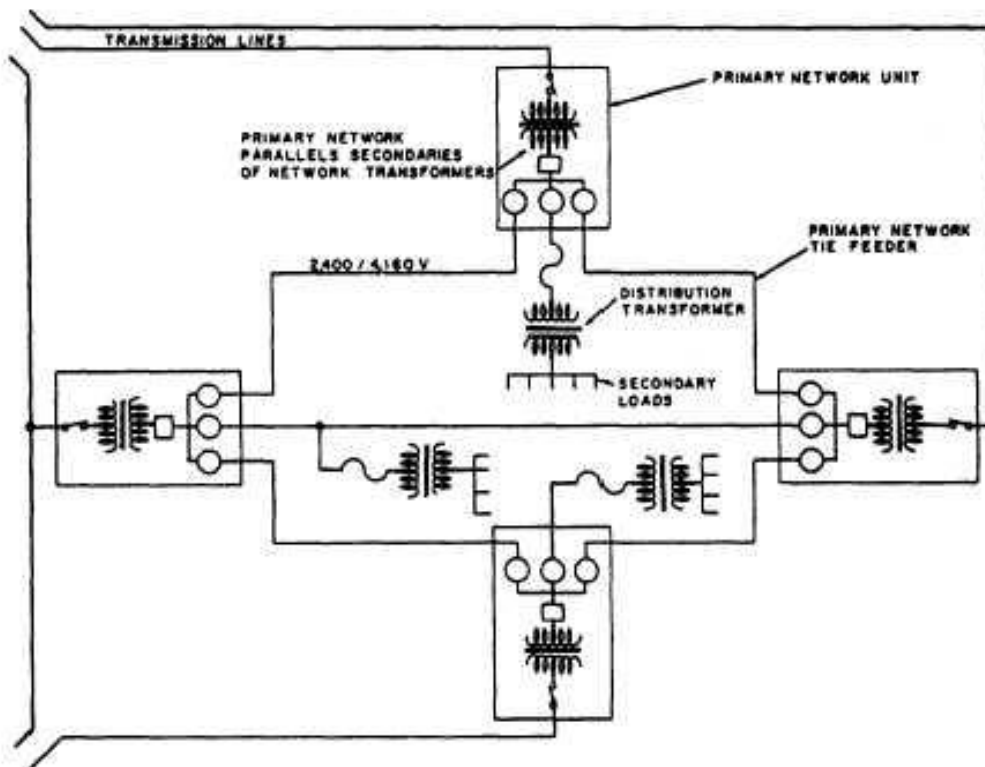 TRANSMISSION LINES
PRIMARY NETWORK UNIT
PRIMARY NETWORK
PARALLELS SECONDARIES
OF NETWORK TRANSFORMERS
PRIMARY NETWORK
TIE FEEDER
2,400 / 4,160 V
DISTRIBUTION
TRANSFORMER
SECONDARY
LOADS